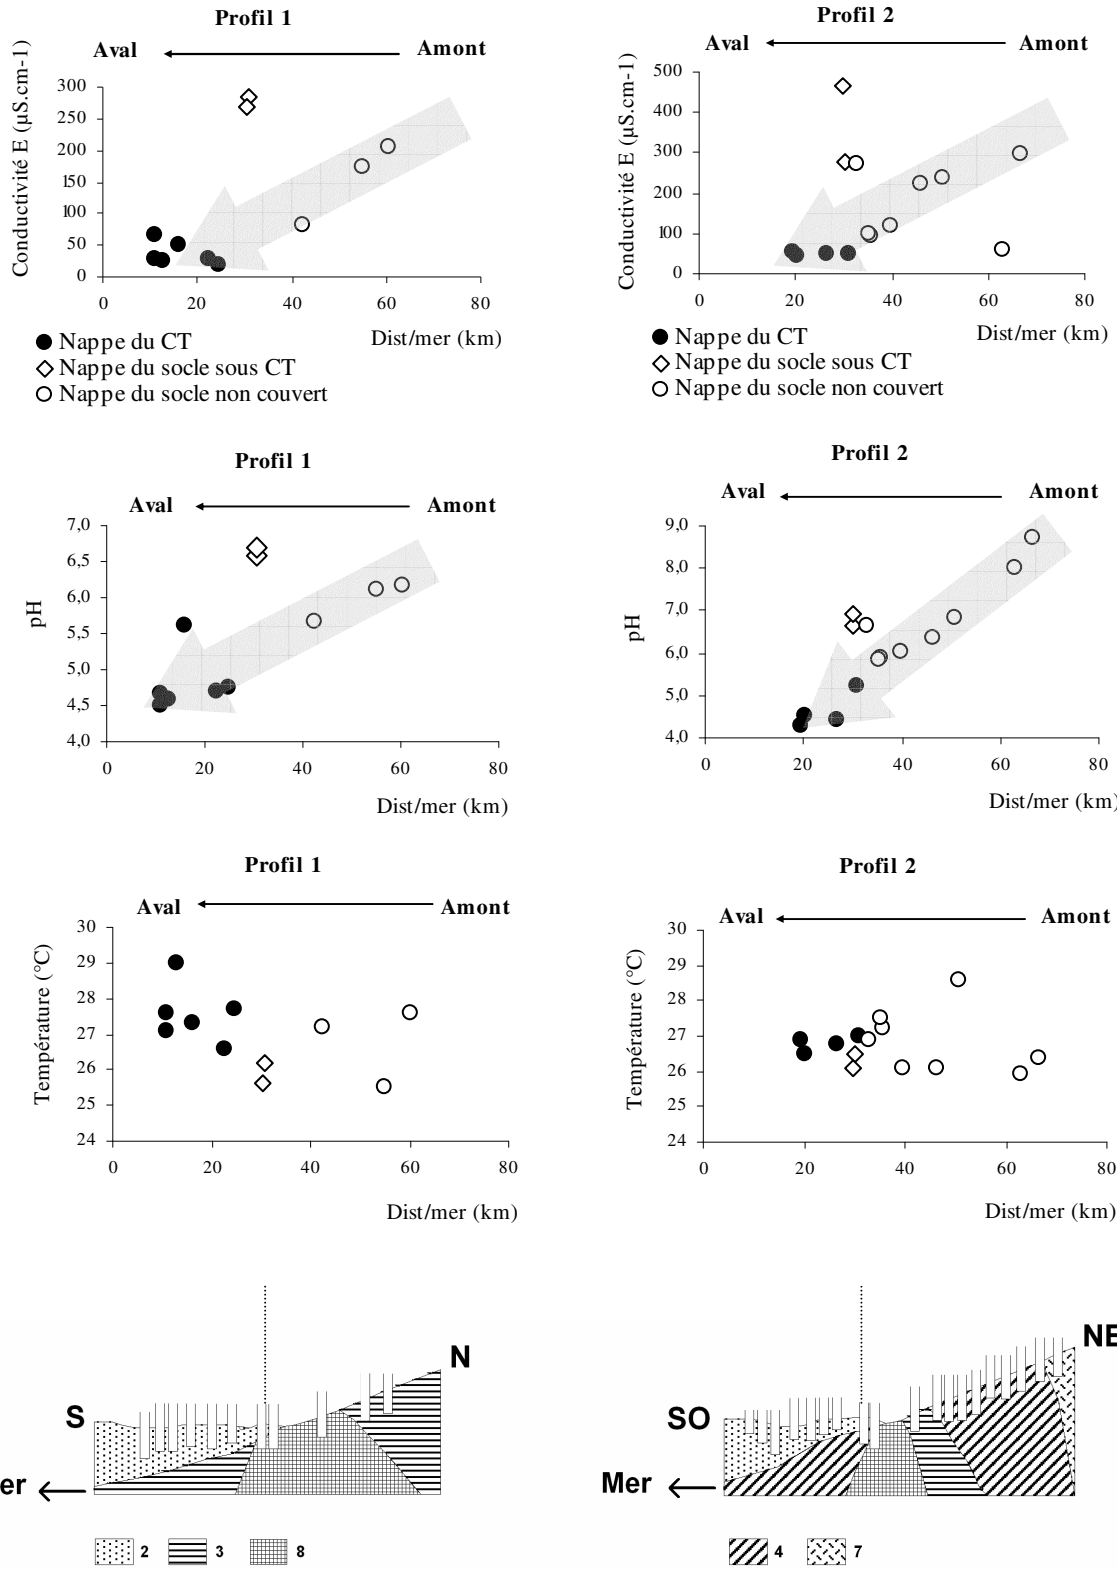 Profil 1
Aval
Amont
Conductivité E (µS.cm-1)
300
250
200
150
100
50
0
0 20 40 60 80
Dist/mer (km)
Nappe du CT
Nappe du socle sous CT
Nappe du socle non couvert
Profil 2
Aval
Amont
Conductivité E (µS.cm-1)
500
400
300
200
100
0
0 20 40 60 80
Dist/mer (km)
Nappe du CT
Nappe du socle sous CT
Nappe du socle non couvert
Profil 1
Aval
Amont
pH
7,0
6,5
6,0
5,5
5,0
4,5
4,0
0 20 40 60 80
Dist/mer (km)
Profil 2
Aval
Amont
pH
9,0
8,0
7,0
6,0
5,0
4,0
0 20 40 60 80
Dist/mer (km)
Profil 1
Aval
Amont
Température (°C)
30
29
28
27
26
25
24
0 20 40 60 80
Dist/mer (km)
Profil 2
Aval
Amont
Température (°C)
30
29
28
27
26
25
24
0 20 40 60 80
Dist/mer (km)
S
N
er
2 3 8
SO
NE
Mer
4 7